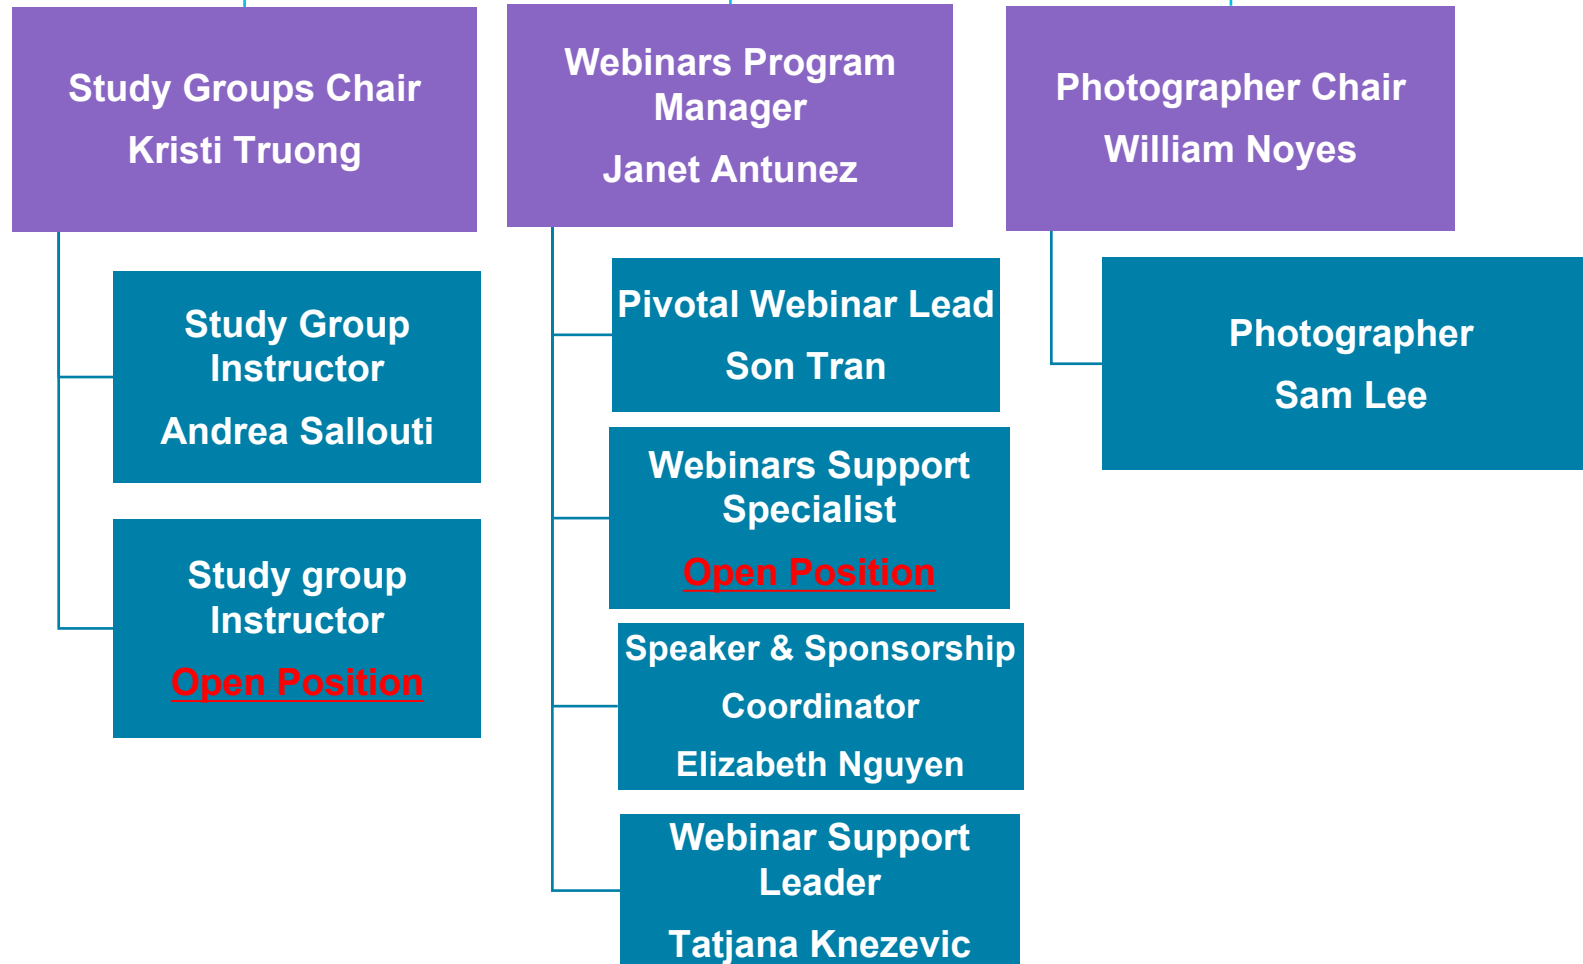 Study Groups Chair
Kristi Truong
Study Group
Instructor
Andrea Sallouti
Study group
Instructor
Open Position
Webinars Program
Manager
Janet Antunez
Pivotal Webinar Lead
Son Tran
Webinars Support
Specialist
Open Position
Speaker & Sponsorship
Coordinator
Elizabeth Nguyen
Webinar Support
Leader
Tatjana Knezevic
Photographer Chair
William Noyes
Photographer
Sam Lee